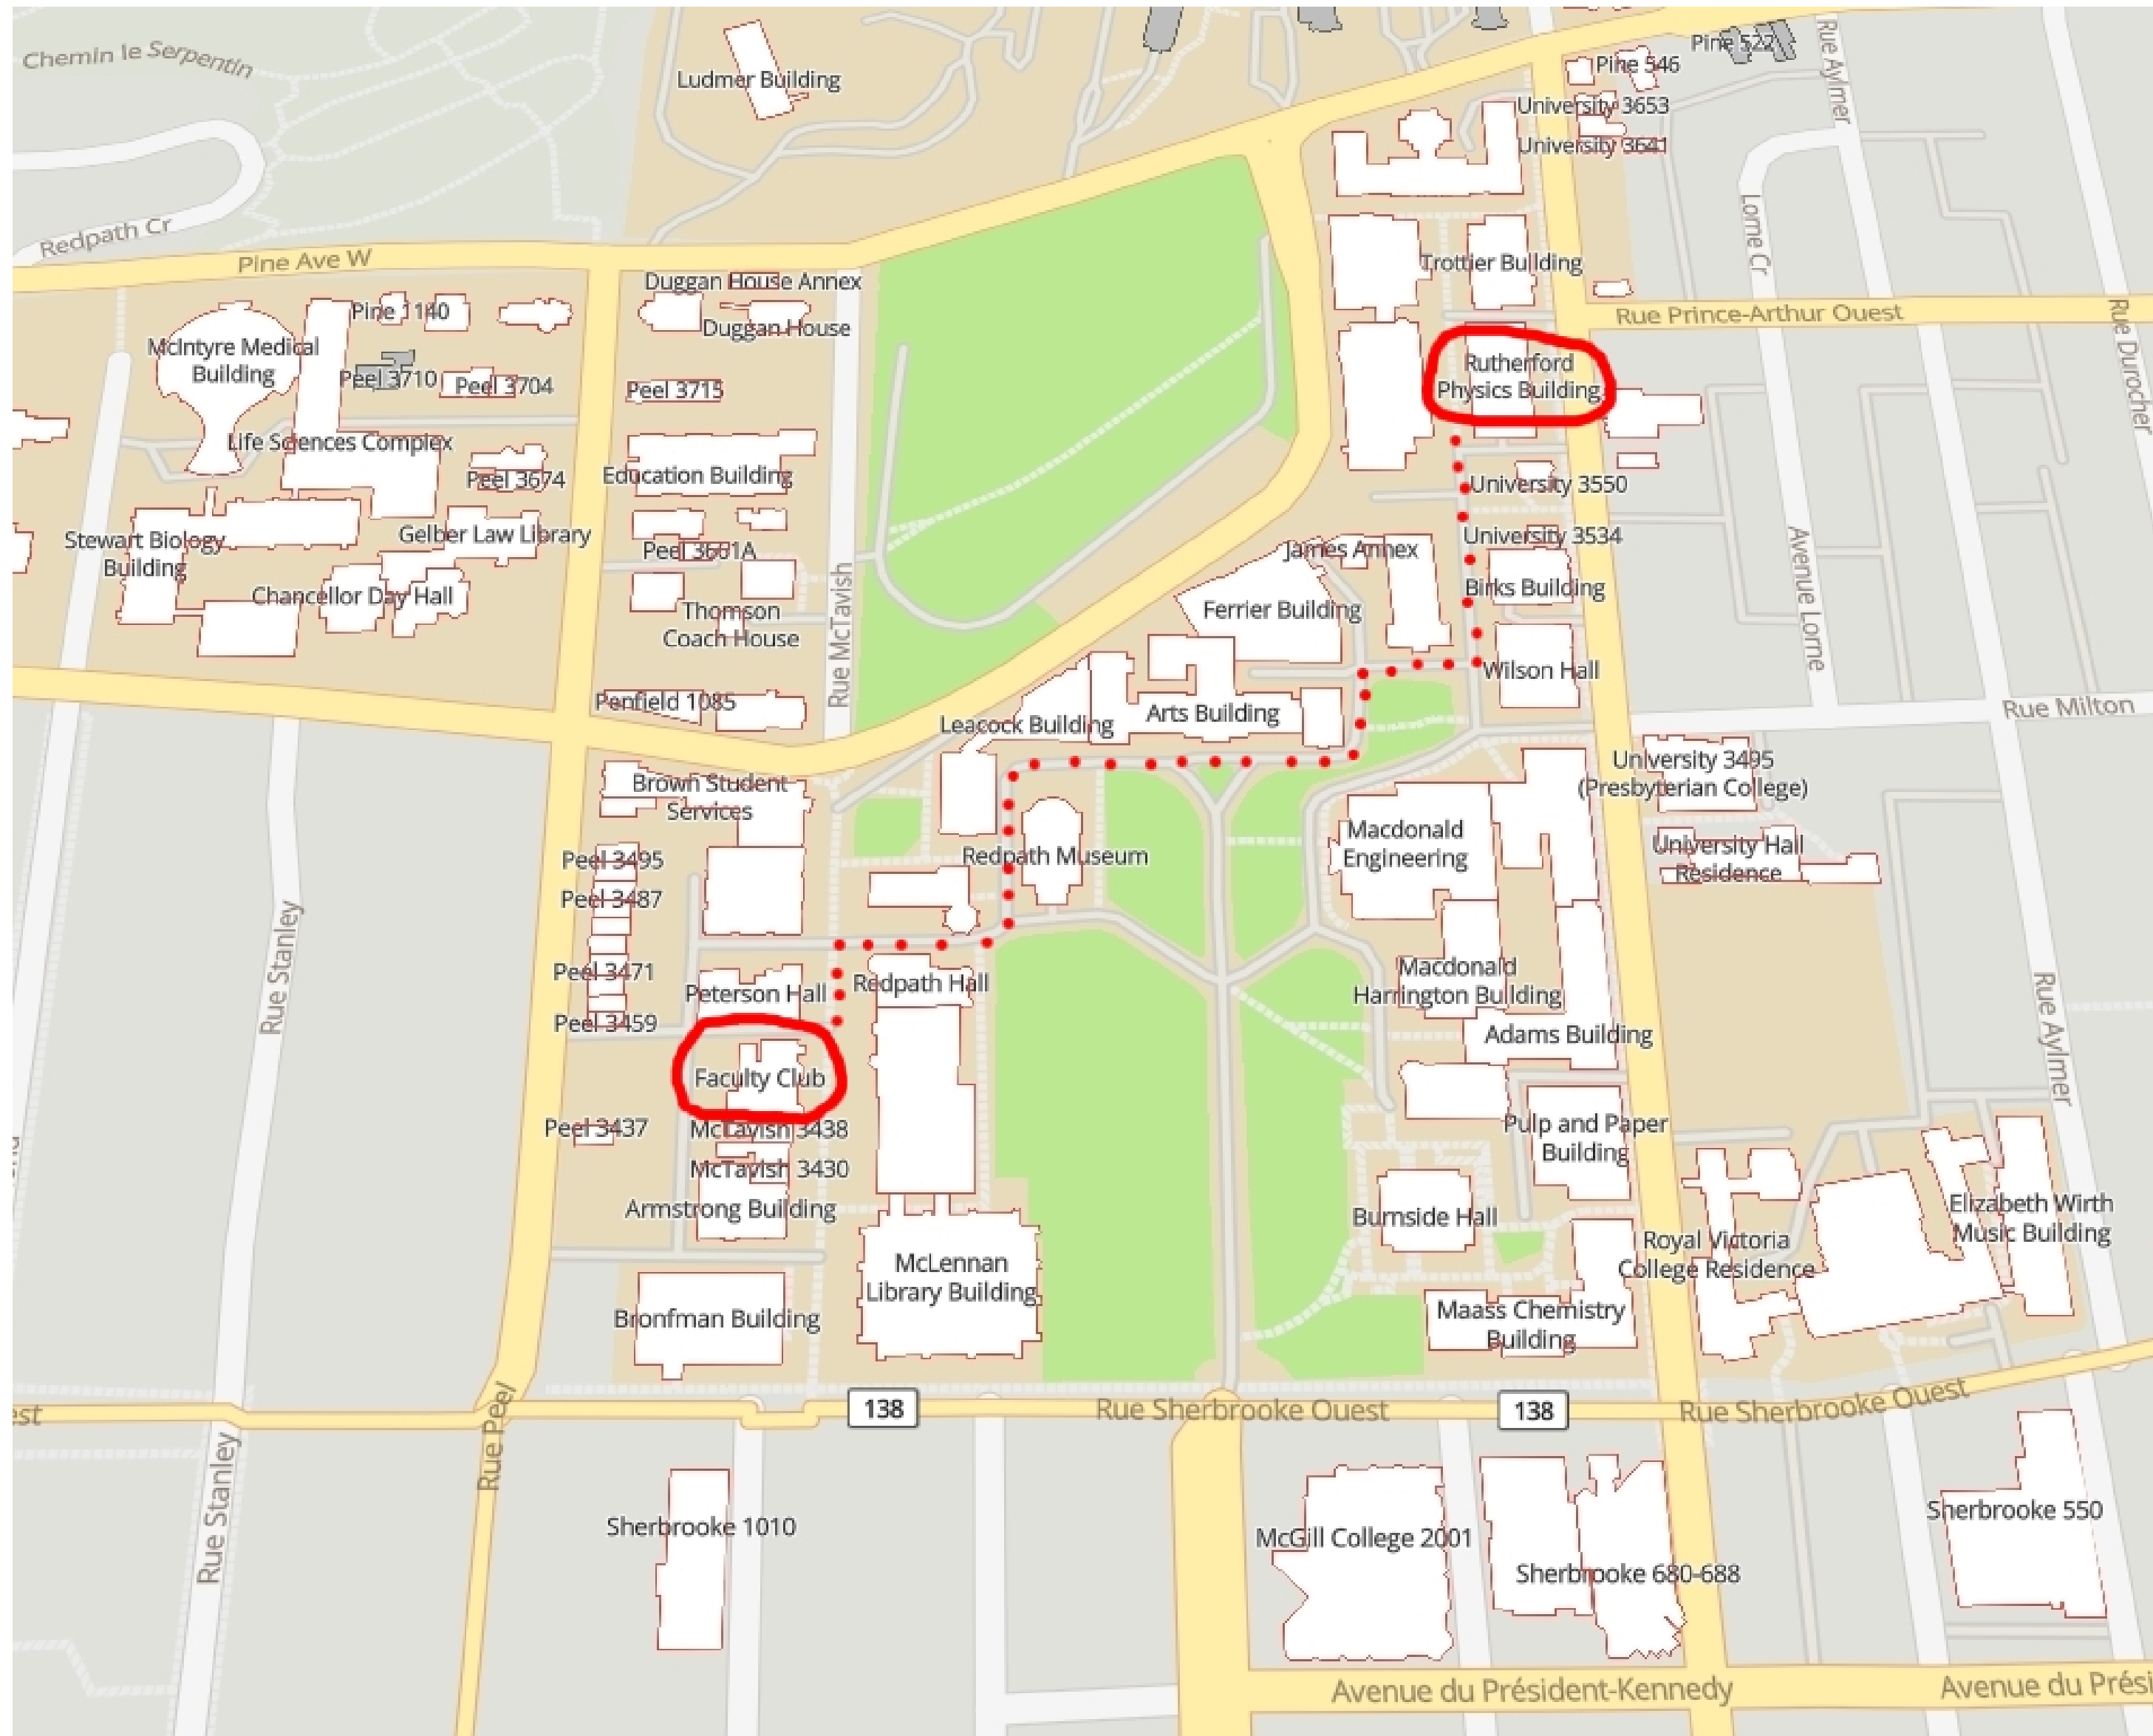 Chemin le Serpentin
Ludmer Building
Pine 522
Rue Aylmer
Pine 546
University 3653
University 3641
Redpath Cr
Pine Ave W
Lorne Cr
Trottier Building
Duggan House Annex
Duggan House
Rue Prince-Arthur Ouest
Rue Durocher
Pine 1140
McIntyre Medical
Building
Peel 3710
Peel 3704
Peel 3715
Rutherford
Physics Building
Life Sciences Complex
Peel 3674
Education Building
University 3550
Stewart Biology
Building
Gelber Law Library
Peel 3661A
James Annex
University 3534
Chancellor Day Hall
Thomson
Coach House
Rue McTavish
Ferrier Building
Birks Building
Avenue Lorne
Penfield 1085
Leacock Building
Arts Building
Wilson Hall
Rue Milton
Brown Student
Services
University 3495
(Presbyterian College)
Peel 3495
Peel 3487
Redpath Museum
Macdonald
Engineering
University Hall
Residence
Rue Stanley
Peel 3471
Peterson Hall
Redpath Hall
Macdonald
Harrington Building
Peel 3459
Adams Building
Rue Aylmer
Faculty Club
Peel 3437
McTavish 3438
McTavish 3430
Armstrong Building
Pulp and Paper
Building
Burnside Hall
Royal Victoria
College Residence
Elizabeth Wirth
Music Building
McLennan
Library Building
Bronfman Building
Maass Chemistry
Building
est
Rue Peel
138
Rue Sherbrooke Ouest
138
Rue Sherbrooke Ouest
Rue Stanley
Sherbrooke 1010
McGill College 2001
Sherbrooke 680-688
Sherbrooke 550
Avenue du Président-Kennedy
Avenue du Prési